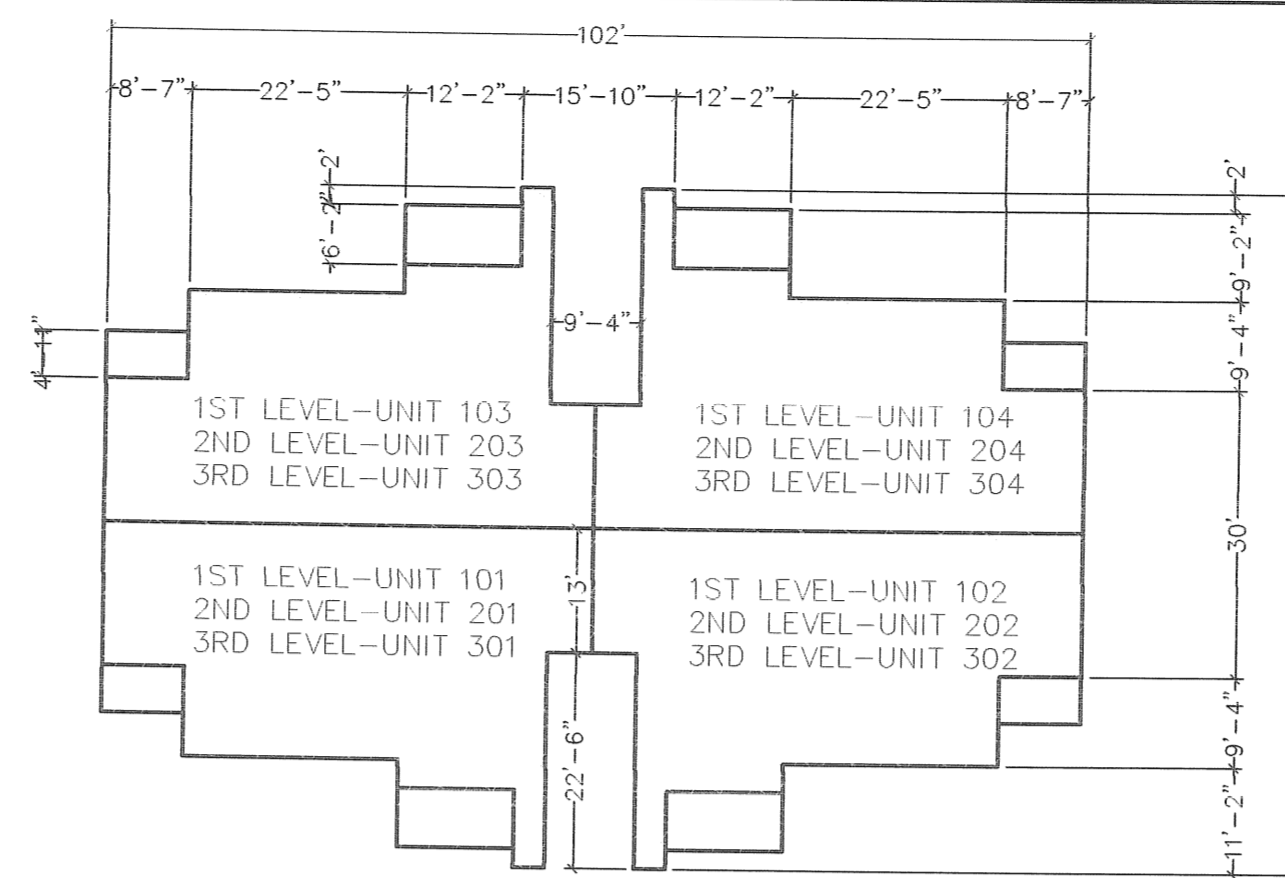 102'
8'-7" 22'-5" 12'-2" 15'-10" 12'-2" 22'-5" 8'-7"
2'
6'-2"
2'
9'-2"
4'-11"
9'-4"
9'-4"
1ST LEVEL-UNIT 103
2ND LEVEL-UNIT 203
3RD LEVEL-UNIT 303
1ST LEVEL-UNIT 104
2ND LEVEL-UNIT 204
3RD LEVEL-UNIT 304
30'
13'
1ST LEVEL-UNIT 101
2ND LEVEL-UNIT 201
3RD LEVEL-UNIT 301
1ST LEVEL-UNIT 102
2ND LEVEL-UNIT 202
3RD LEVEL-UNIT 302
22'-6"
9'-4"
11'-2"